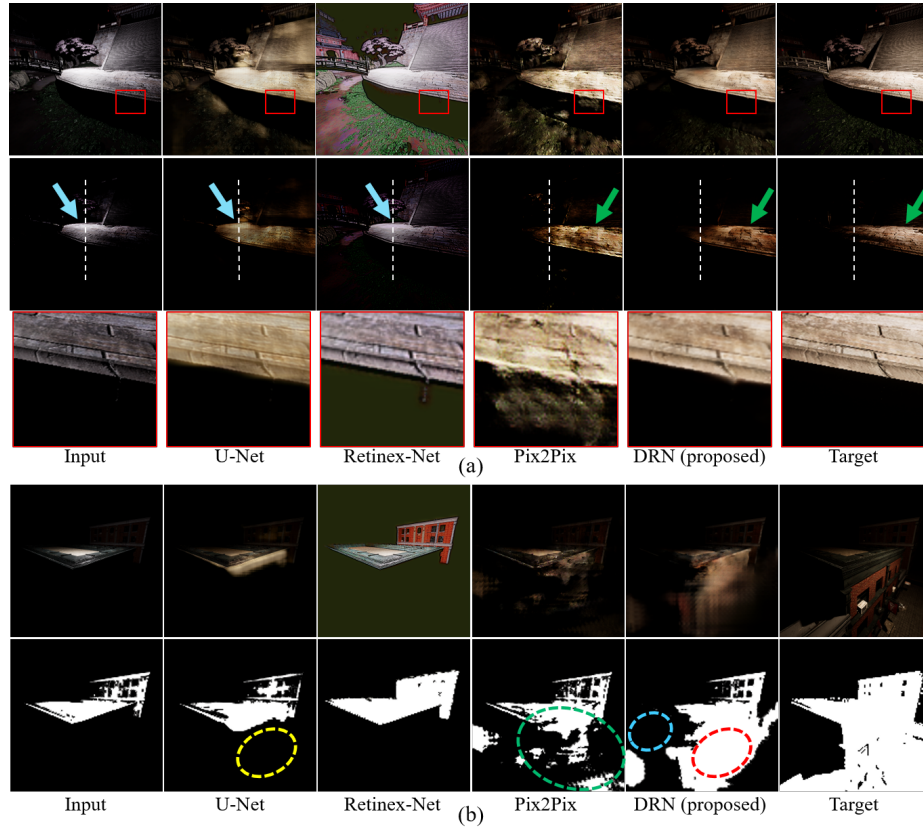 Input U-Net Retinex-Net Pix2Pix DRN (proposed) Target
(a)
Input U-Net Retinex-Net Pix2Pix DRN (proposed) Target
(b)